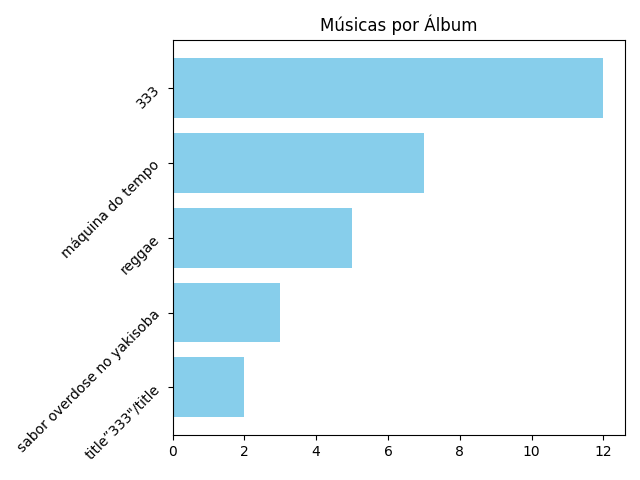 Músicas por Álbum
333
máquina do tempo
reggae
sabor overdose no yakisoba
title”333“/title
0 2 4 6 8 10 12